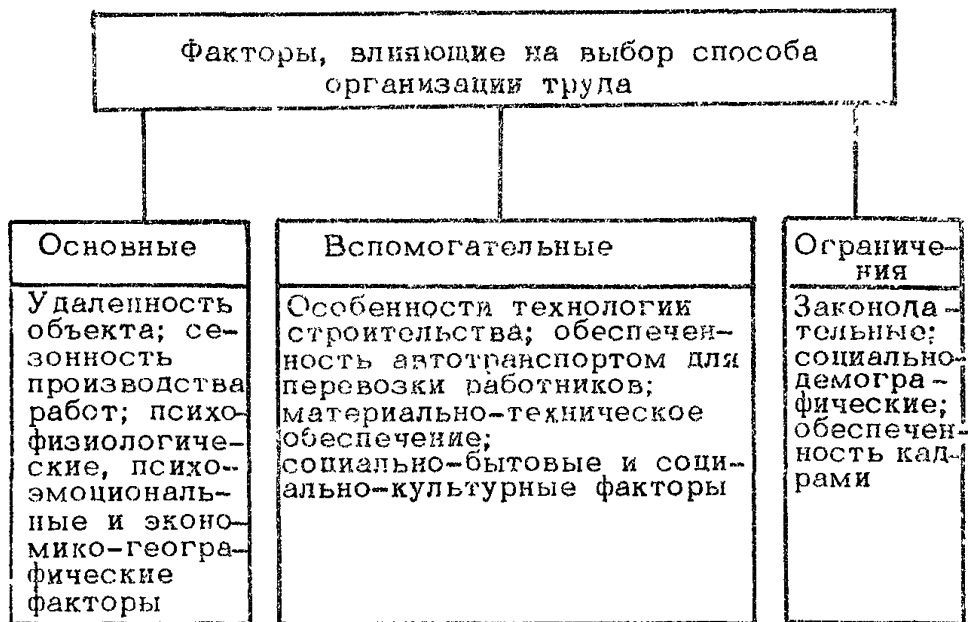 Факторы, влияющие на выбор способа
организации труда
Основные
Удаленность
объекта; се-
зонность
производства
работ; психо-
физиологиче-
ские, психо-
эмоциональ-
ные и эконо-
мико-геогра-
фические
факторы
Вспомогательные
Особенности технологии
строительства; обеспечен-
ность автотранспортом для
перевозки работников;
материально-техническое
обеспечение;
социально-бытовые и соци-
ально-культурные факторы
Ограниче-
ния
Законода-
тельные;
социально-
демогра-
фические;
обеспечен-
ность кад-
рами